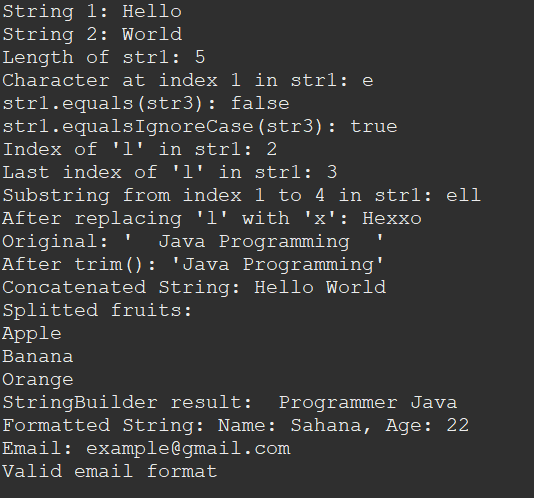 String 1: Hello
String 2: World
Length of str1: 5
Character at index 1 in str1: e
str1.equals(str3): false
str1.equalsIgnoreCase(str3): true
Index of 'l' in str1: 2
Last index of 'l' in str1: 3
Substring from index 1 to 4 in str1: ell
After replacing 'l' with 'x': Hexxo
Original: '  Java Programming  '
After trim(): 'Java Programming'
Concatenated String: Hello World
Splitted fruits:
Apple
Banana
Orange
StringBuilder result:  Programmer Java
Formatted String: Name: Sahana, Age: 22
Email: example@gmail.com
Valid email format